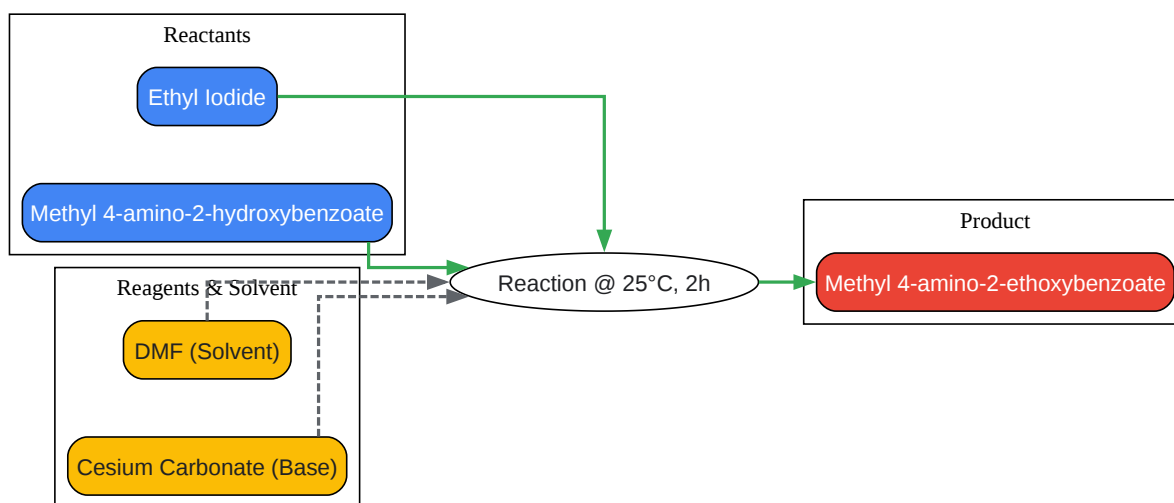 Reactants
Ethyl Iodide
Methyl 4-amino-2-hydroxybenzoate
Reagents & Solvent
DMF (Solvent)
Cesium Carbonate (Base)
Reaction @ 25°C, 2h
Product
Methyl 4-amino-2-ethoxybenzoate